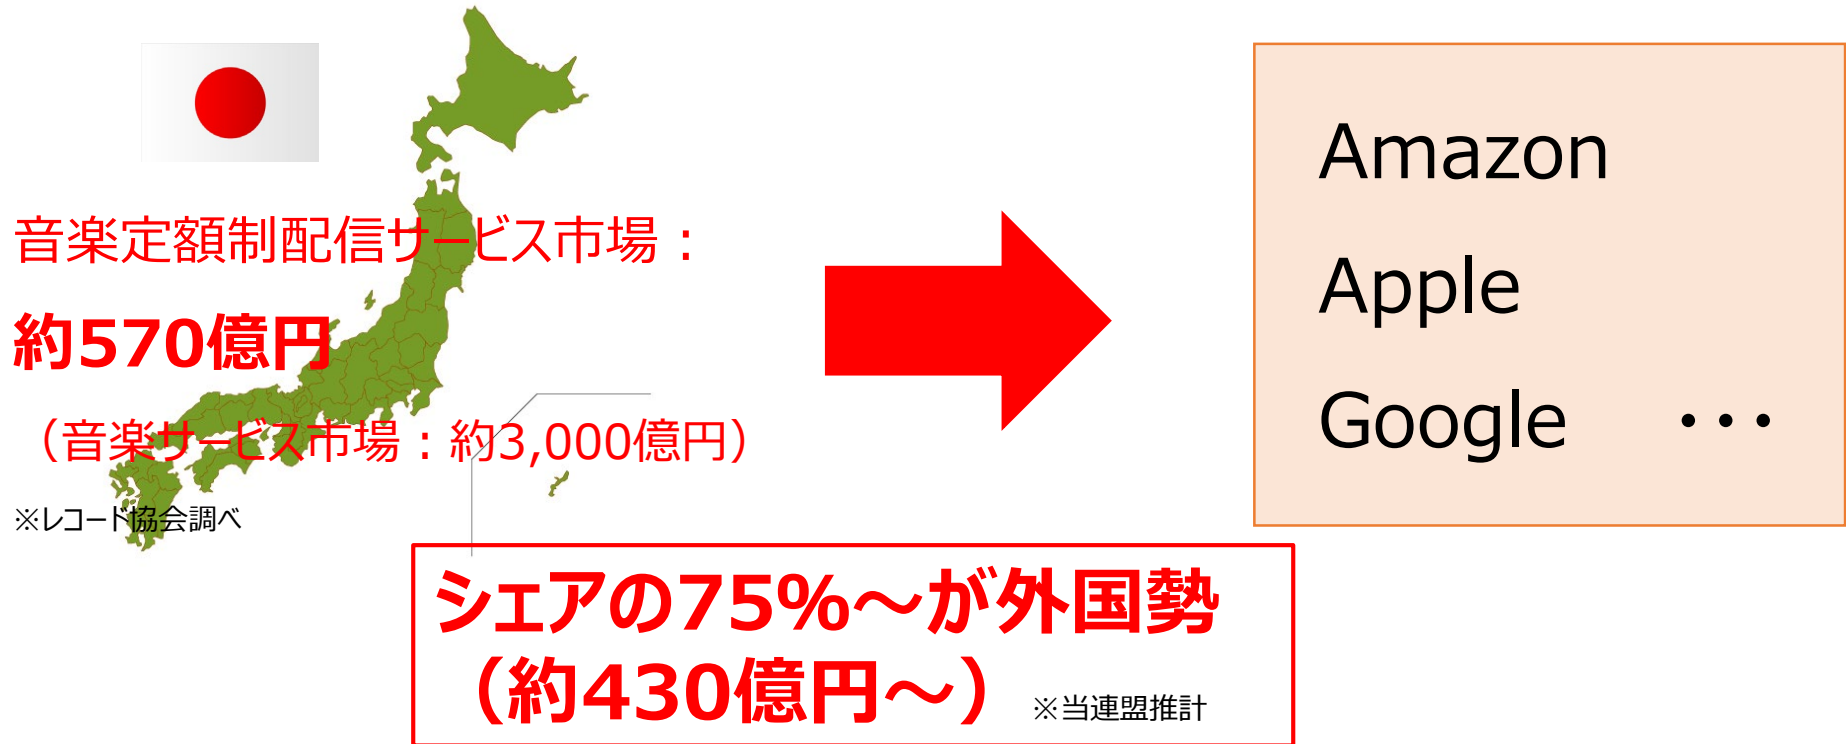 音楽定額制配信サービス市場：
約570億円
（音楽サービス市場：約3,000億円）
※レコード協会調べ
シェアの75%～が外国勢
（約430億円～）※当連盟推計
Amazon
Apple
Google ・・・